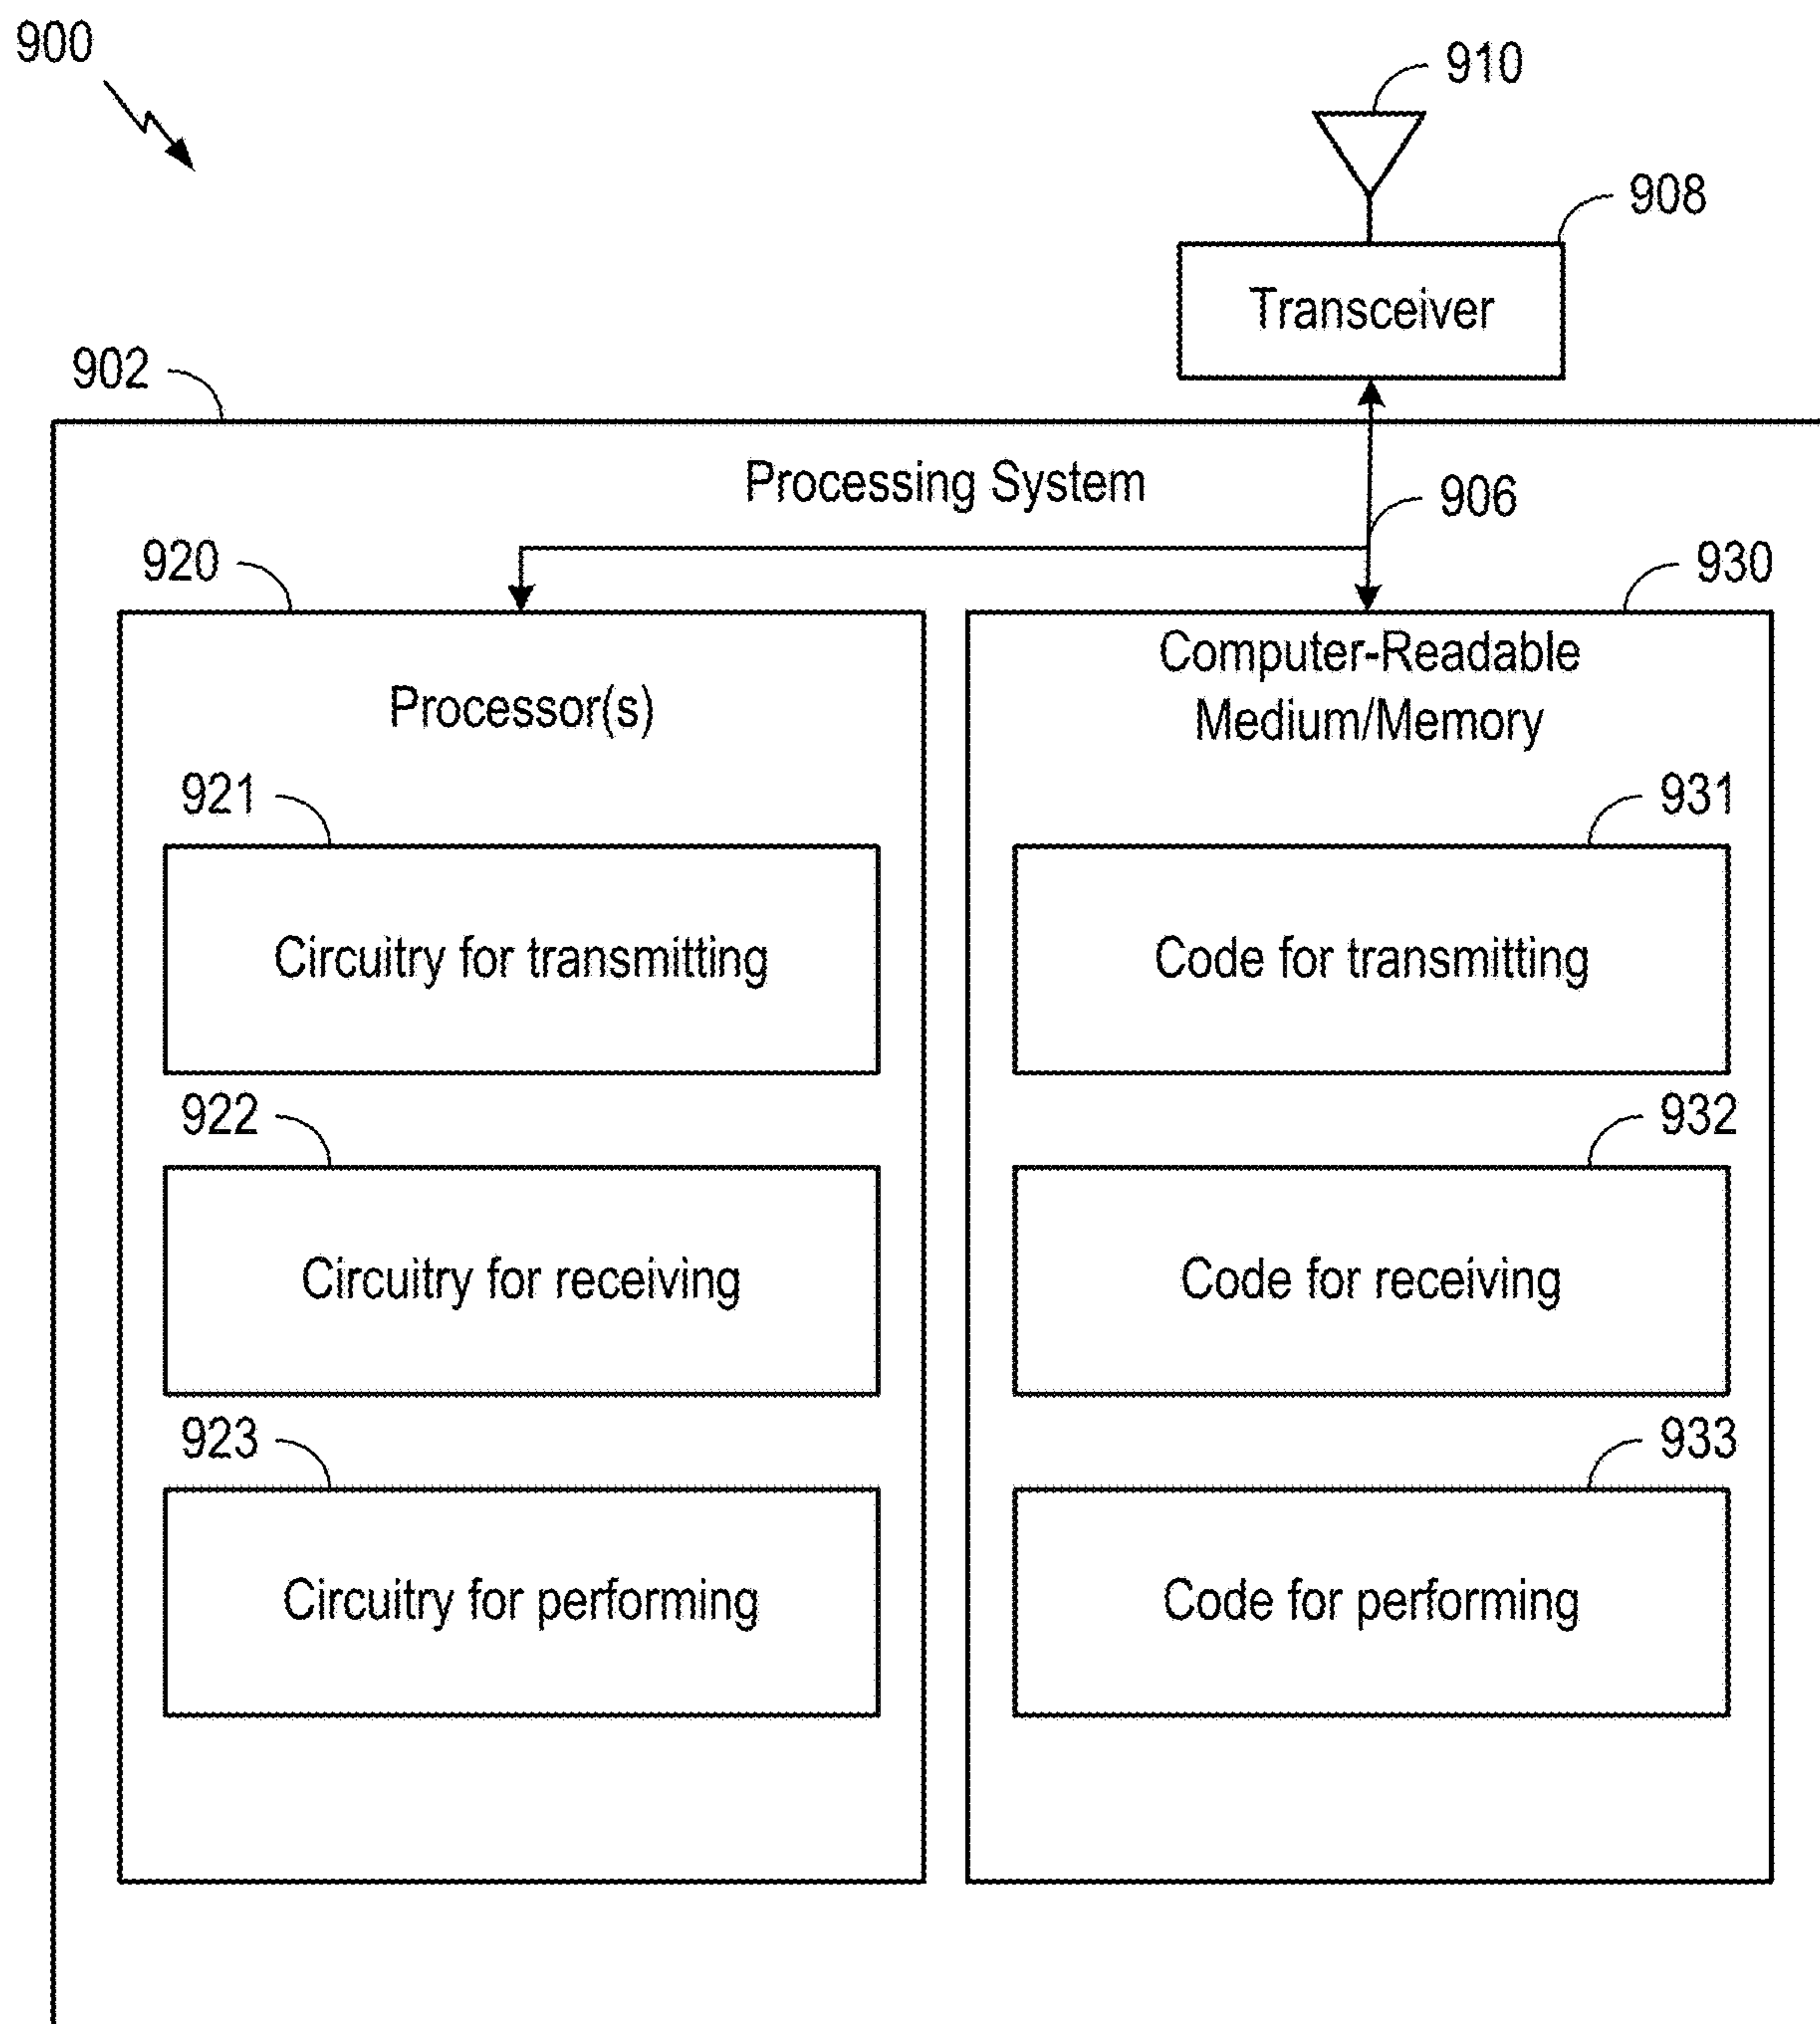 900
910
908
Transceiver
902
Processing System
906
920
930
Processor(s)
Computer-Readable
Medium/Memory
921
931
Circuitry for transmitting
Code for transmitting
922
932
Circuitry for receiving
Code for receiving
923
933
Circuitry for performing
Code for performing